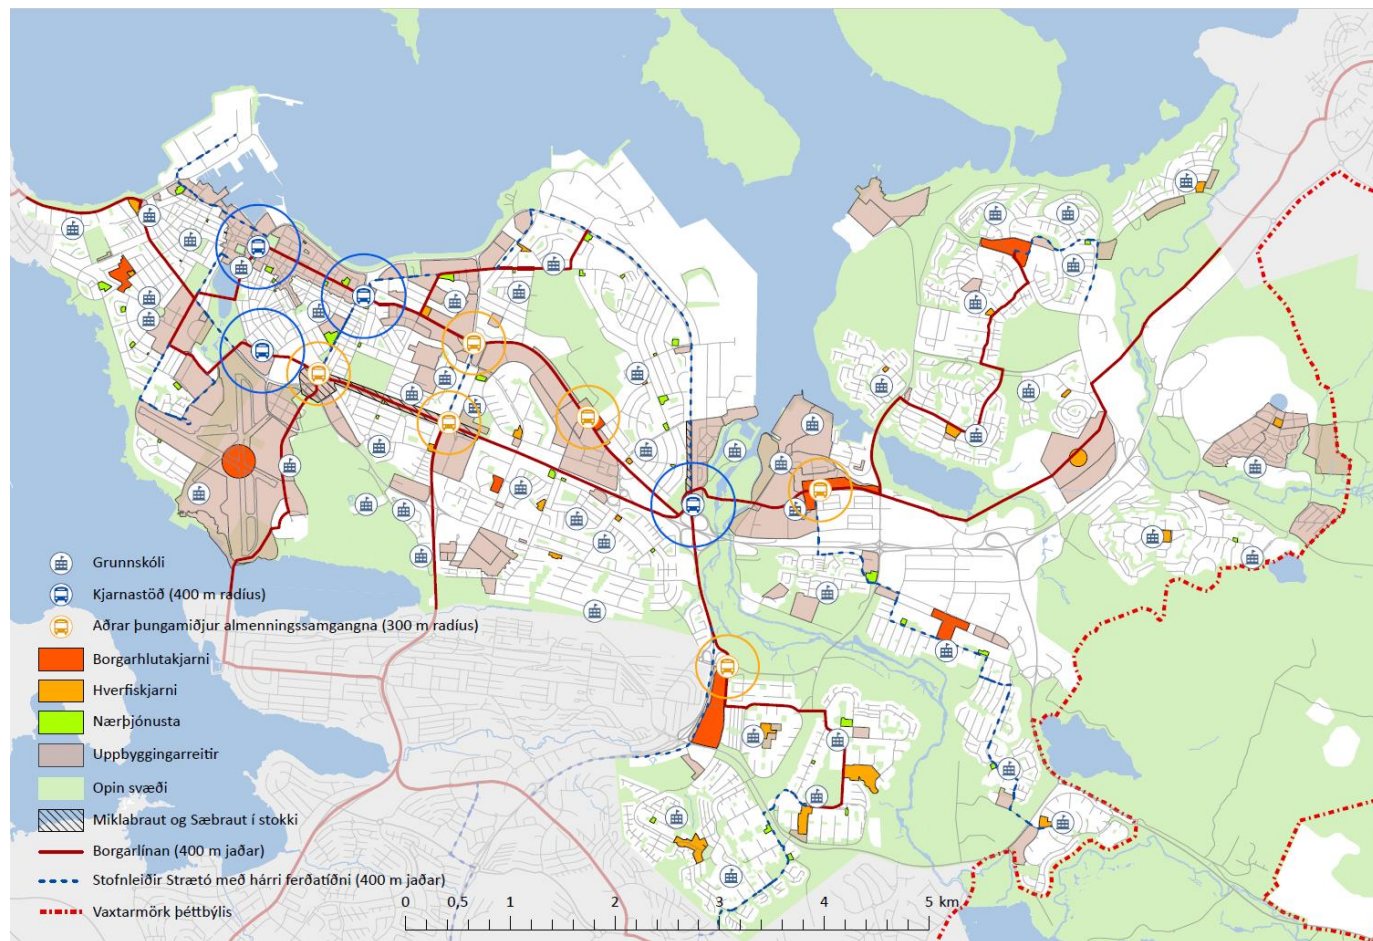 Grunnskóli
Kjarnastöð (400 m radíus)
Aðrar þungamiðjur almenningssamgangna (300 m radíus)
Borgarhlutakjarni
Hverfiskjarni
Nærþjónusta
Uppbyggingarreitir
Opin svæði
Miklabraut og Sæbraut í stokki
Borgarlínan (400 m jaðar)
Stofnleiðir Strætó með hárri ferðatíðni (400 m jaðar)
Vaxtarmörk þéttbýlis
0 0,5 1 2 3 4 5 km